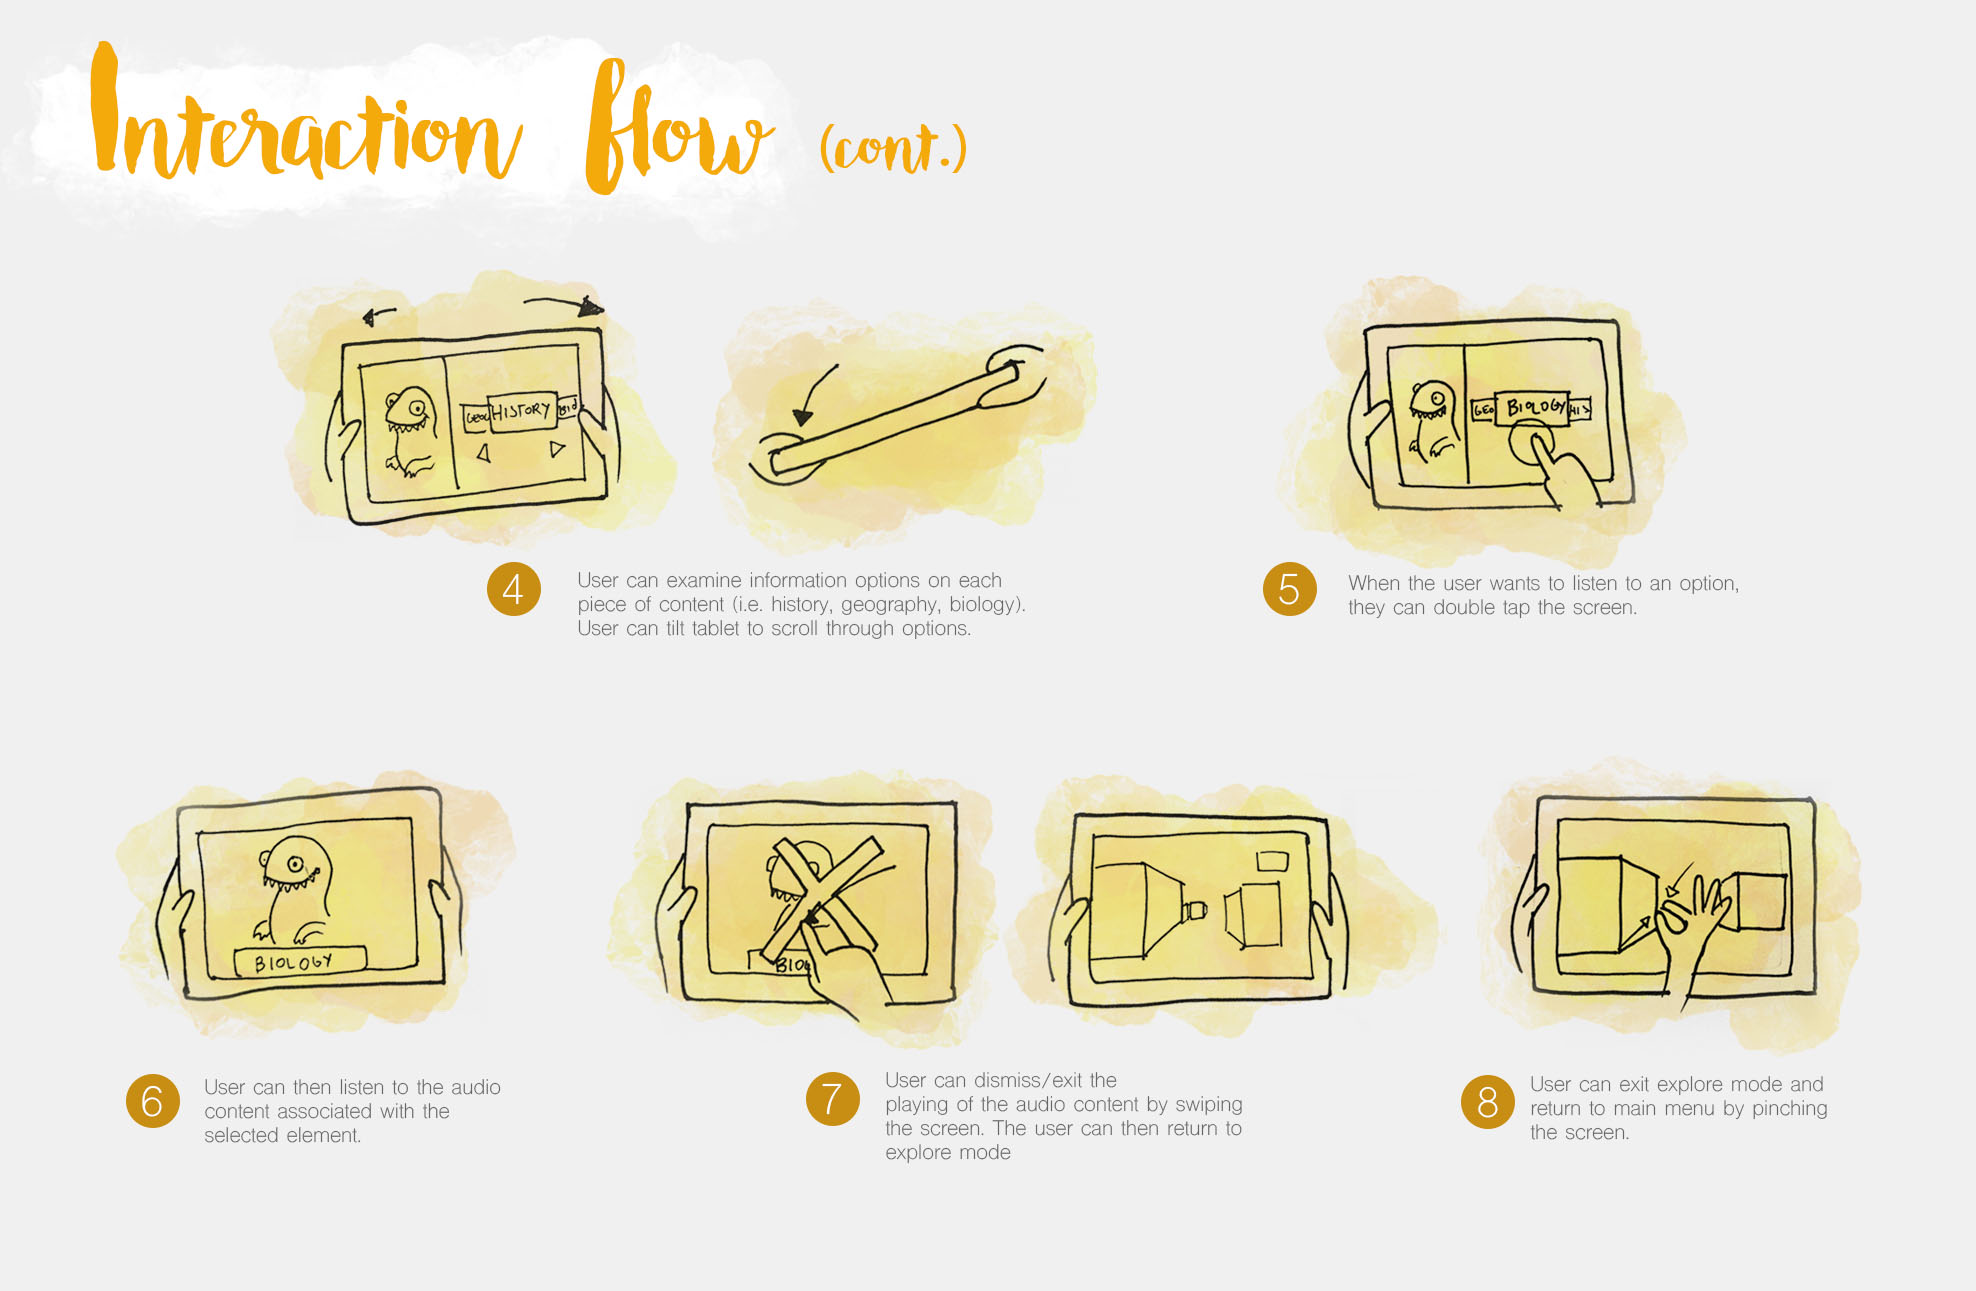 Interaction flow (cont.)
GEOG HISTORY BIO
GEO BIOLOGY HIS
4
User can examine information options on each
piece of content (i.e. history, geography, biology).
User can tilt tablet to scroll through options.
5
When the user wants to listen to an option,
they can double tap the screen.
BIOLOGY
BIO
6
User can then listen to the audio
content associated with the
selected element.
7
User can dismiss/exit the
playing of the audio content by swiping
the screen. The user can then return to
explore mode
8
User can exit explore mode and
return to main menu by pinching
the screen.